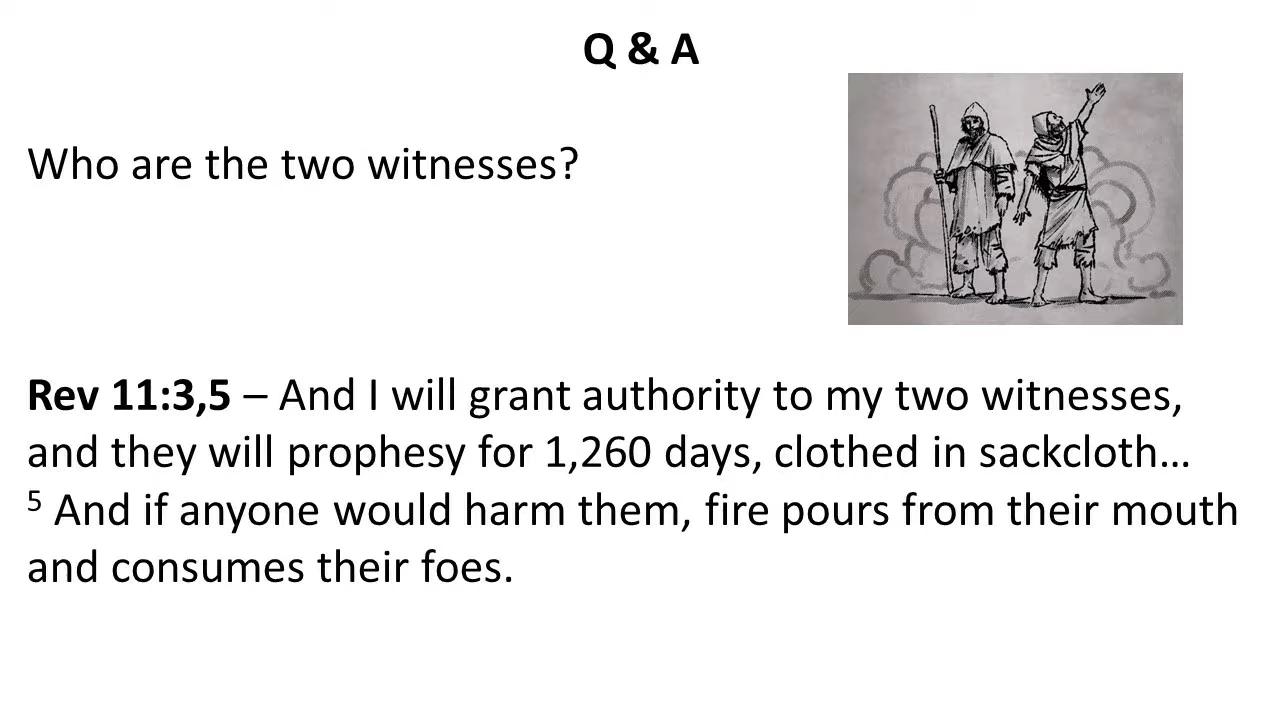 Q & A
Who are the two witnesses?
Rev 11:3,5 – And I will grant authority to my two witnesses,
and they will prophesy for 1,260 days, clothed in sackcloth…
⁵ And if anyone would harm them, fire pours from their mouth
and consumes their foes.